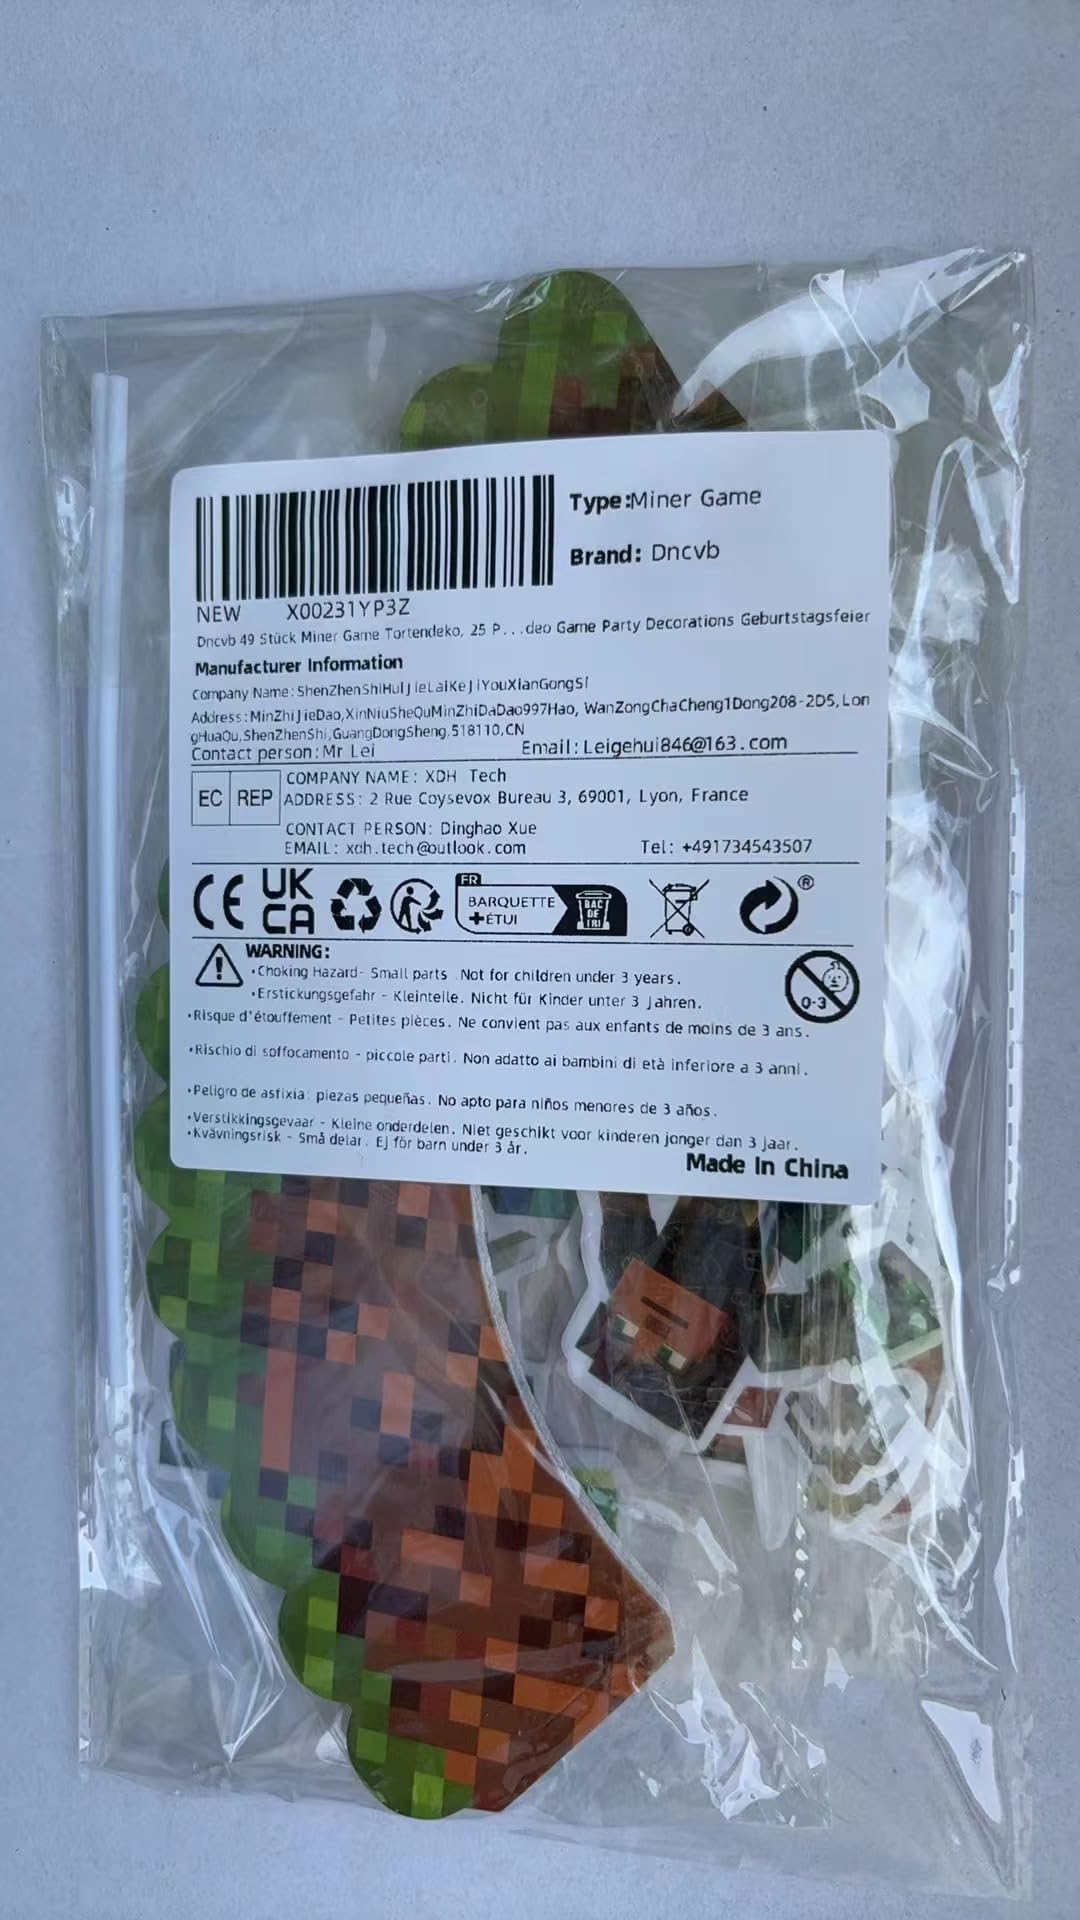 Type:Miner Game
Brand: Dncvb
NEW X00231YP3Z
Dncvb 49 Stück Miner Game Tortendeko, 25 P...deo Game Party Decorations Geburtstagsfeier
Manufacturer Information
Company Name:ShenZhenShiHuiJieLaiKeJiYouXianGongSi
Address:MinZhiJieDao,XinNiuSheQuMinZhiDaDao997Hao, WanZongChaCheng1Dong208-2D5,Lon
gHuaQu,ShenZhenShi,GuangDongSheng,518110,CN
Contact person:Mr Lei Email:Leigehui846@163.com
EC REP
COMPANY NAME: XDH Tech
ADDRESS: 2 Rue Coysevox Bureau 3, 69001, Lyon, France
CONTACT PERSON: Dinghao Xue
EMAIL: xdh.tech@outlook.com Tel: +491734543507
CE UK CA
FR
BARQUETTE
+ÉTUI
BAC
DE
TRI
®
WARNING:
•Choking Hazard- Small parts .Not for children under 3 years.
•Erstickungsgefahr - Kleinteile. Nicht für Kinder unter 3 Jahren.
0-3
•Risque d'étouffement - Petites pièces. Ne convient pas aux enfants de moins de 3 ans.
•Rischio di soffocamento - piccole parti. Non adatto ai bambini di età inferiore a 3 anni.
•Peligro de asfixia: piezas pequeñas. No apto para niños menores de 3 años.
•Verstikkingsgevaar - Kleine onderdelen. Niet geschikt voor kinderen jonger dan 3 jaar.
•Kvävningsrisk - Små delar. Ej för barn under 3 år.
Made In China